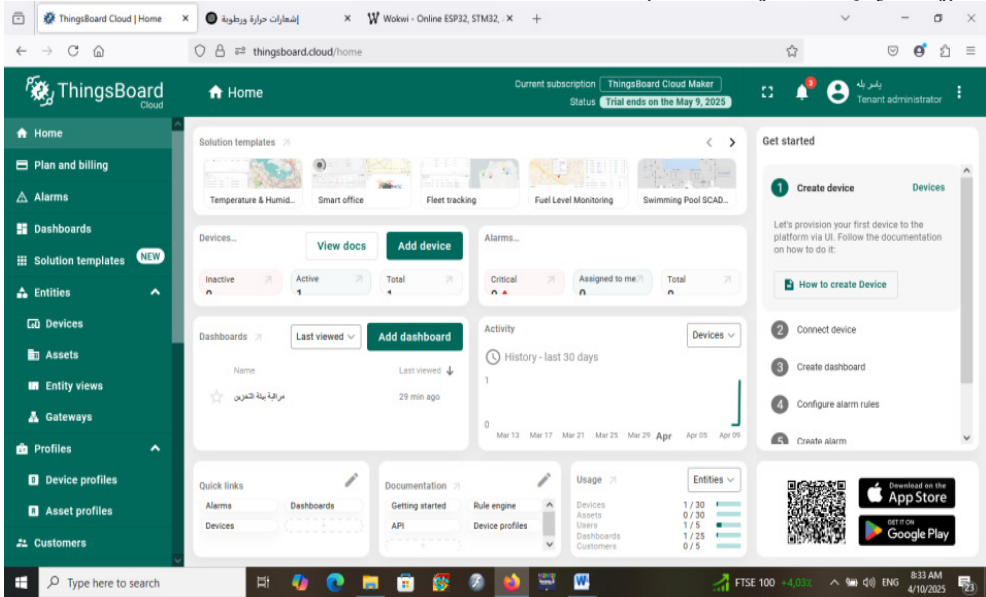 ThingsBoard Cloud | Home
إشعارات حرارة ورطوبة
Wokwi - Online ESP32, STM32,
thingsboard.cloud/home
ThingsBoard
Cloud
Home
Current subscription ThingsBoard Cloud Maker
Status Trial ends on the May 9, 2025
Tenant administrator
Home
Plan and billing
Alarms
Dashboards
Solution templates NEW
Entities
Devices
Assets
Entity views
Gateways
Profiles
Device profiles
Asset profiles
Customers
Solution templates
Temperature & Humid...
Smart office
Fleet tracking
Fuel Level Monitoring
Swimming Pool SCAD...
Devices...
View docs
Add device
Inactive
0
Active
1
Total
1
Alarms...
Critical
0
Assigned to me
0
Total
0
Dashboards
Last viewed
Add dashboard
Name
Last viewed
مراقبة بيئة التخزين
29 min ago
Activity
Devices
History - last 30 days
1
0
Mar 13 Mar 17 Mar 21 Mar 25 Mar 29 Apr Apr 05 Apr 09
Quick links
Alarms
Dashboards
Devices
Documentation
Getting started
Rule engine
API
Device profiles
Usage
Entities
Devices 1 / 30
Assets 0 / 30
Users 1 / 5
Dashboards 1 / 25
Customers 0 / 5
Get started
1 Create device
Devices
Let's provision your first device to the
platform via UI. Follow the documentation
on how to do it:
How to create Device
2 Connect device
3 Create dashboard
4 Configure alarm rules
5 Create alarm
Download on the
App Store
GET IT ON
Google Play
Type here to search
FTSE 100 +4,03%
ENG
8:33 AM
4/10/2025
23